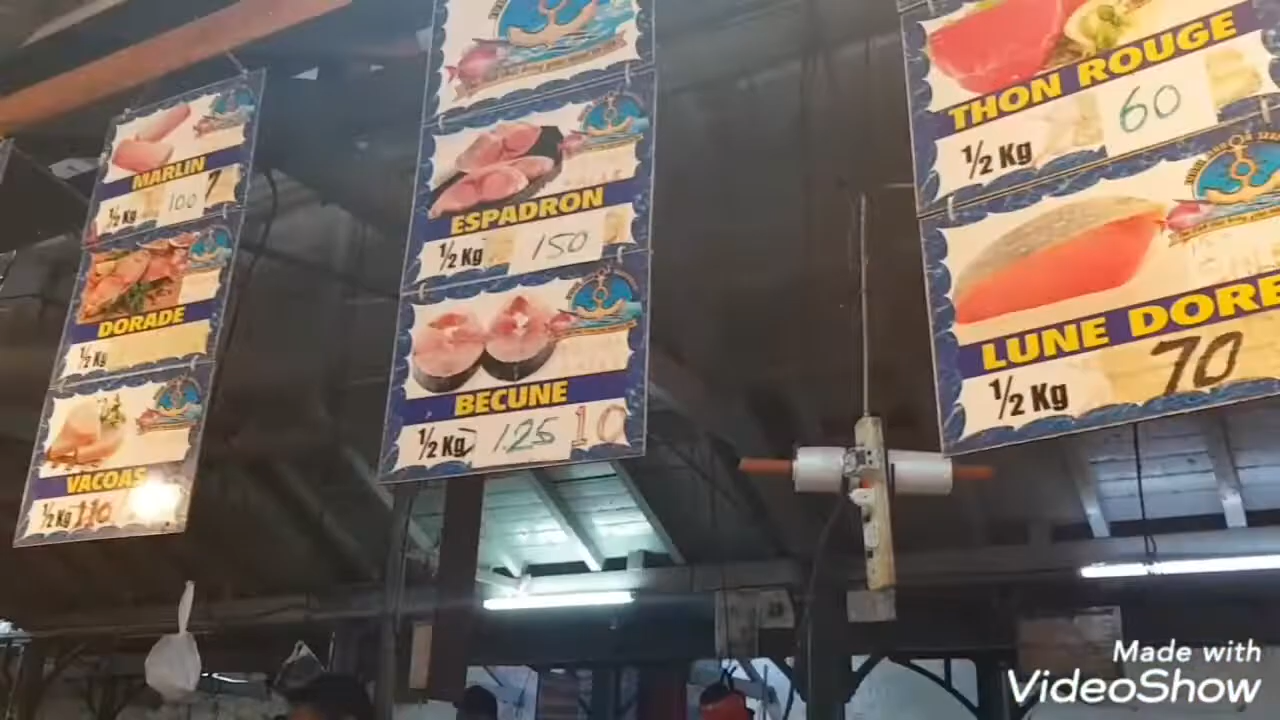 MARLIN
½ Kg 100
DORADE
½ Kg
VACOAS
½ Kg 110
ESPADRON
½ Kg 150
BECUNE
½ Kg 125 10
THON ROUGE
½ Kg 60
LUNE DORE
½ Kg 70
Made with
VideoShow